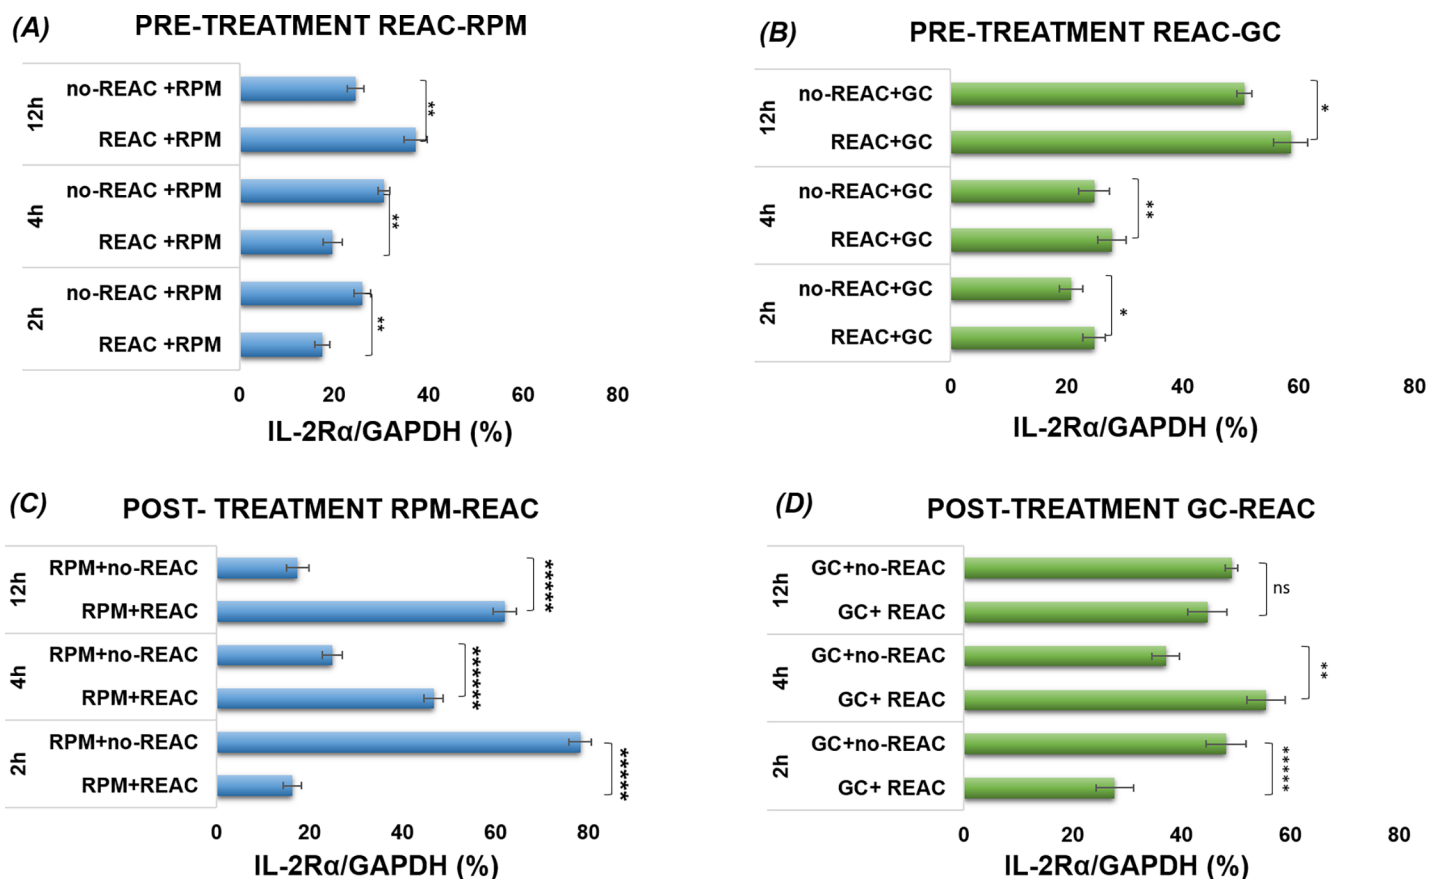 (A) PRE-TREATMENT REAC-RPM
12h
no-REAC +RPM
**
REAC +RPM
4h
no-REAC +RPM
**
REAC +RPM
2h
no-REAC +RPM
**
REAC +RPM
0 20 40 60 80
IL-2Rα/GAPDH (%)
(B) PRE-TREATMENT REAC-GC
12h
no-REAC+GC
*
REAC+GC
4h
no-REAC+GC
**
REAC+GC
2h
no-REAC+GC
*
REAC+GC
0 20 40 60 80
IL-2Rα/GAPDH (%)
(C) POST- TREATMENT RPM-REAC
12h
RPM+no-REAC
*****
RPM+REAC
4h
RPM+no-REAC
******
RPM+REAC
2h
RPM+no-REAC
*****
RPM+REAC
0 20 40 60 80
IL-2Rα/GAPDH (%)
(D) POST-TREATMENT GC-REAC
12h
GC+no-REAC
ns
GC+ REAC
4h
GC+no-REAC
**
GC+ REAC
2h
GC+no-REAC
*****
GC+ REAC
0 20 40 60 80
IL-2Rα/GAPDH (%)